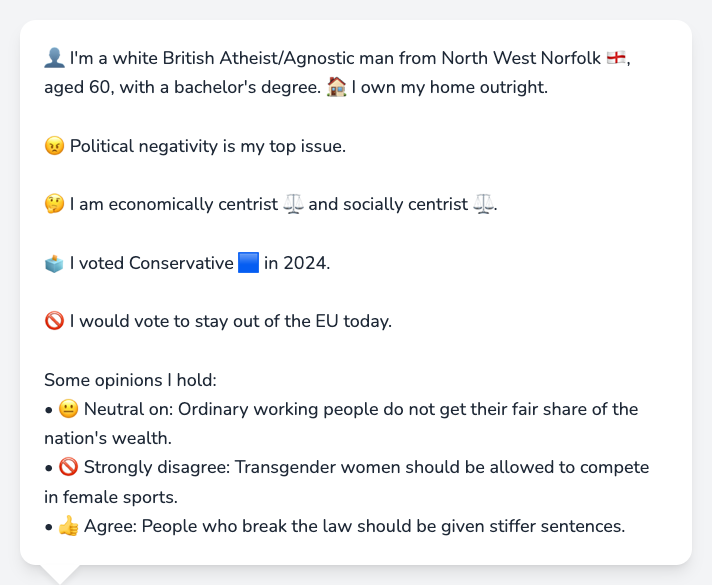 👤 I'm a white British Atheist/Agnostic man from North West Norfolk 🏴󠁧󠁢󠁥󠁮󠁧󠁿,
aged 60, with a bachelor's degree. 🏠 I own my home outright.
😠 Political negativity is my top issue.
🤔 I am economically centrist ⚖️ and socially centrist ⚖️.
🗳️ I voted Conservative 🟦 in 2024.
🚫 I would vote to stay out of the EU today.
Some opinions I hold:
• 😐 Neutral on: Ordinary working people do not get their fair share of the
nation's wealth.
• 🚫 Strongly disagree: Transgender women should be allowed to compete
in female sports.
• 👍 Agree: People who break the law should be given stiffer sentences.